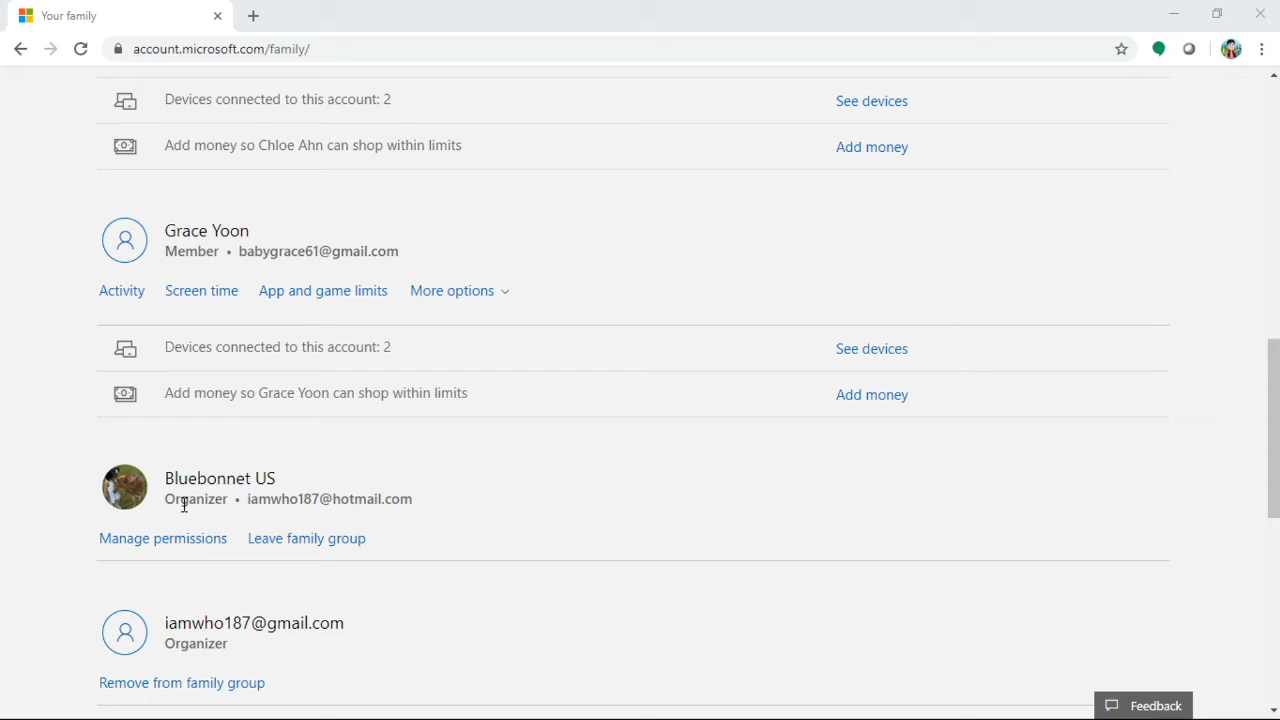 Your family
account.microsoft.com/family/
Devices connected to this account: 2 See devices
Add money so Chloe Ahn can shop within limits Add money
Grace Yoon
Member • babygrace61@gmail.com
Activity Screen time App and game limits More options
Devices connected to this account: 2 See devices
Add money so Grace Yoon can shop within limits Add money
Bluebonnet US
Organizer • iamwho187@hotmail.com
Manage permissions Leave family group
iamwho187@gmail.com
Organizer
Remove from family group
Feedback